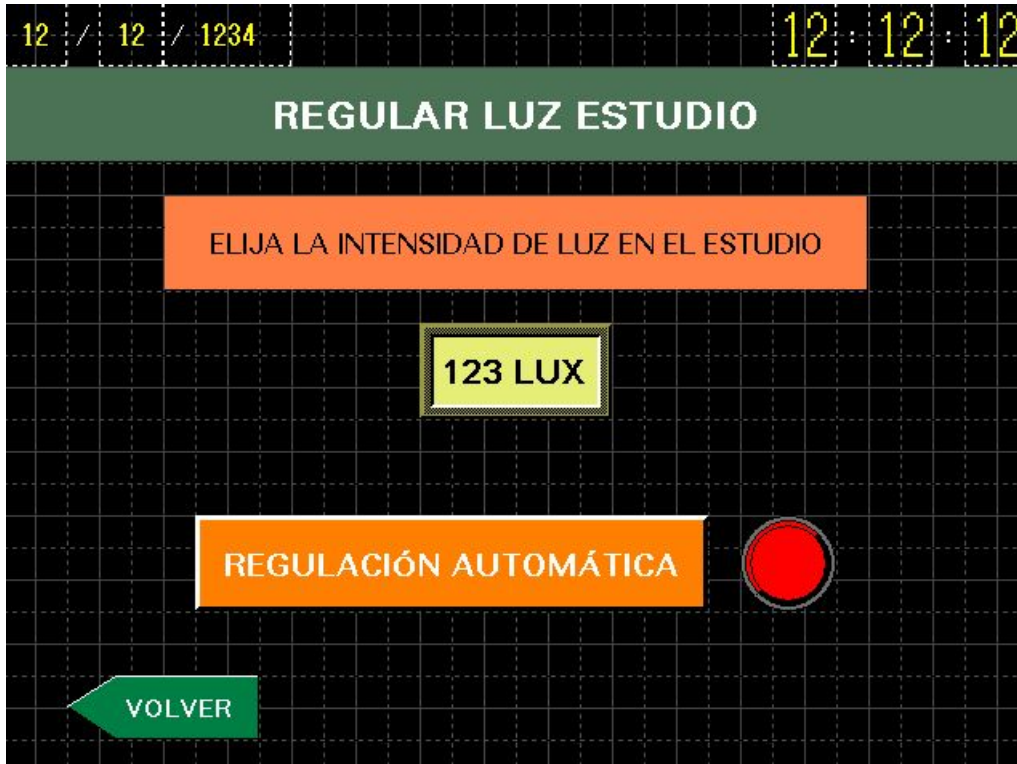 12 / 12 / 1234 12 : 12 : 12
REGULAR LUZ ESTUDIO
ELIJA LA INTENSIDAD DE LUZ EN EL ESTUDIO
123 LUX
REGULACIÓN AUTOMÁTICA
VOLVER